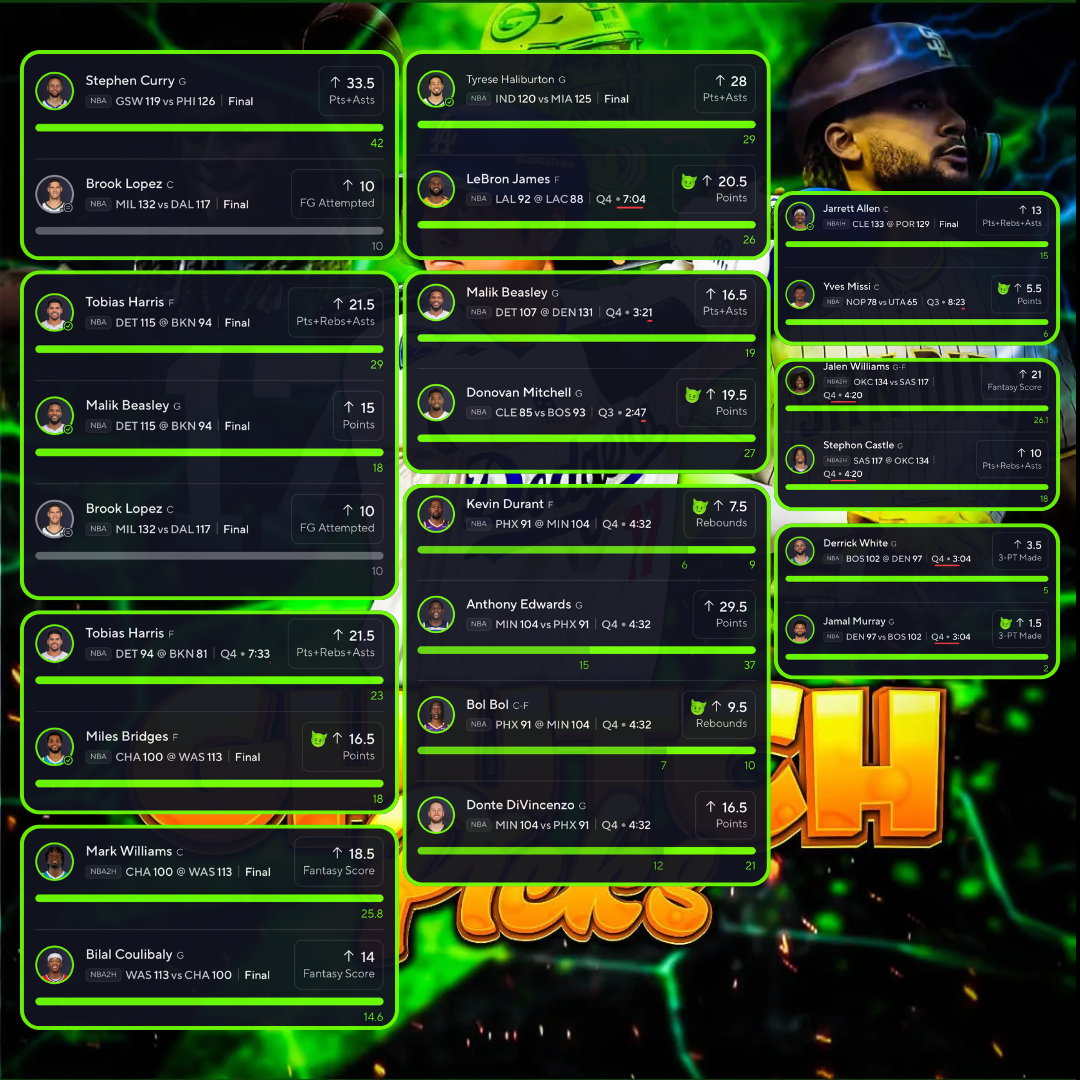 Stephen Curry G
↑ 33.5
NBA GSW 119 vs PHI 126 | Final
Pts+Asts
42
Brook Lopez C
↑ 10
NBA MIL 132 vs DAL 117 | Final
FG Attempted
10
Tobias Harris F
↑ 21.5
NBA DET 115 @ BKN 94 | Final
Pts+Rebs+Asts
29
Malik Beasley G
↑ 15
NBA DET 115 @ BKN 94 | Final
Points
18
Brook Lopez C
↑ 10
NBA MIL 132 vs DAL 117 | Final
FG Attempted
10
Tobias Harris F
↑ 21.5
NBA DET 94 @ BKN 81 | Q4 • 7:33
Pts+Rebs+Asts
23
Miles Bridges F
↑ 16.5
NBA CHA 100 @ WAS 113 | Final
Points
18
Mark Williams C
↑ 18.5
NBA2H CHA 100 @ WAS 113 | Final
Fantasy Score
25.8
Bilal Coulibaly G
↑ 14
NBA2H WAS 113 vs CHA 100 | Final
Fantasy Score
14.6
Tyrese Haliburton G
↑ 28
NBA IND 120 vs MIA 125 | Final
Pts+Asts
29
LeBron James F
↑ 20.5
NBA LAL 92 @ LAC 88 | Q4 • 7:04
Points
26
Malik Beasley G
↑ 16.5
NBA DET 107 @ DEN 131 | Q4 • 3:21
Pts+Asts
19
Donovan Mitchell G
↑ 19.5
NBA CLE 85 vs BOS 93 | Q3 • 2:47
Points
27
Kevin Durant F
↑ 7.5
NBA PHX 91 @ MIN 104 | Q4 • 4:32
Rebounds
6 9
Anthony Edwards G
↑ 29.5
NBA MIN 104 vs PHX 91 | Q4 • 4:32
Points
15 37
Bol Bol C-F
↑ 9.5
NBA PHX 91 @ MIN 104 | Q4 • 4:32
Rebounds
7 10
Donte DiVincenzo G
↑ 16.5
NBA MIN 104 vs PHX 91 | Q4 • 4:32
Points
12 21
Jarrett Allen C
↑ 13
NBA1H CLE 133 @ POR 129 | Final
Pts+Rebs+Asts
15
Yves Missi C
↑ 5.5
NBA NOP 78 vs UTA 65 | Q3 • 8:23
Points
6
Jalen Williams G-F
↑ 21
NBA2H OKC 134 vs SAS 117 |
Fantasy Score
Q4 • 4:20
26.1
Stephon Castle G
↑ 10
NBA2H SAS 117 @ OKC 134 |
Pts+Rebs+Asts
Q4 • 4:20
18
Derrick White G
↑ 3.5
NBA BOS 102 @ DEN 97 | Q4 • 3:04
3-PT Made
5
Jamal Murray G
↑ 1.5
NBA DEN 97 vs BOS 102 | Q4 • 3:04
3-PT Made
2
Picks